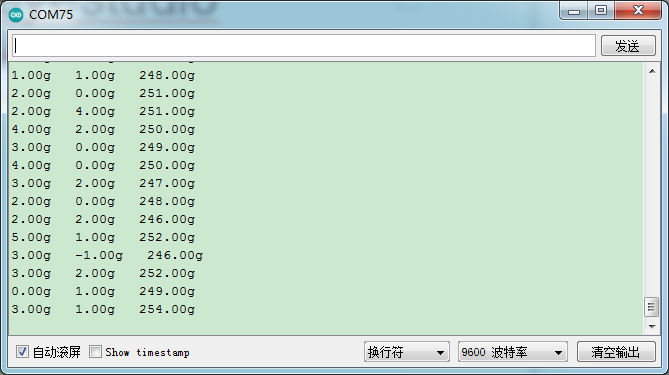 COM75
发送
1.00g 1.00g 248.00g
2.00g 0.00g 251.00g
2.00g 4.00g 251.00g
4.00g 2.00g 250.00g
3.00g 0.00g 249.00g
4.00g 0.00g 250.00g
3.00g 2.00g 247.00g
2.00g 0.00g 248.00g
2.00g 2.00g 246.00g
5.00g 1.00g 252.00g
3.00g -1.00g 246.00g
3.00g 2.00g 252.00g
0.00g 1.00g 249.00g
3.00g 1.00g 254.00g
自动滚屏 Show timestamp 换行符 9600 波特率 清空输出